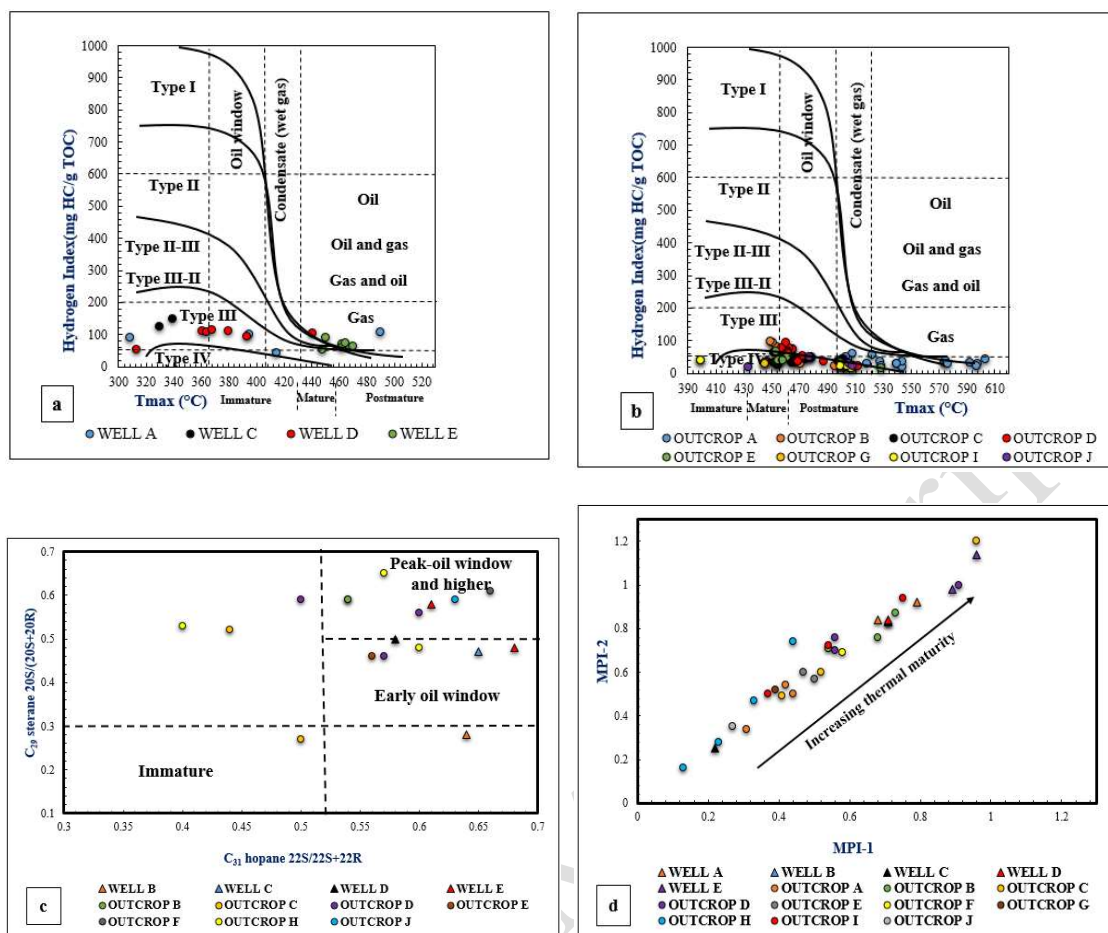 1000
900
800
700
600
500
400
300
200
100
0
Hydrogen Index(mg HC/g TOC)
Type I
Type II
Type II-III
Type III-II
Type III
Type IV
Oil window
Condensate (wet gas)
Oil
Oil and gas
Gas and oil
Gas
300 320 340 360 380 400 420 440 460 480 500 520
a
Tmax (°C)
Immature
Mature
Postmature
WELL A WELL C WELL D WELL E
1000
900
800
700
600
500
400
300
200
100
0
Hydrogen Index(mg HC/g TOC)
Type I
Type II
Type II-III
Type III-II
Type III
Type IV
Oil window
Condensate (wet gas)
Oil
Oil and gas
Gas and oil
Gas
390 410 430 450 470 490 510 530 550 570 590 610
b
Immature
Mature
Postmature
Tmax (°C)
OUTCROP A OUTCROP B OUTCROP C OUTCROP D
OUTCROP E OUTCROP G OUTCROP I OUTCROP J
0.7
0.6
0.5
0.4
0.3
0.2
0.1
C29 sterane 20S/(20S+20R)
Peak-oil window
and higher
Early oil window
Immature
0.3 0.35 0.4 0.45 0.5 0.55 0.6 0.65 0.7
C31 hopane 22S/22S+22R
c
WELL B WELL C WELL D WELL E
OUTCROP B OUTCROP C OUTCROP D OUTCROP E
OUTCROP F OUTCROP H OUTCROP J
1.2
1
0.8
0.6
0.4
0.2
0
MPI-2
Increasing thermal maturity
0 0.2 0.4 0.6 0.8 1 1.2
MPI-1
d
WELL A WELL B WELL C WELL D
WELL E OUTCROP A OUTCROP B OUTCROP C
OUTCROP D OUTCROP E OUTCROP F OUTCROP G
OUTCROP H OUTCROP I OUTCROP J